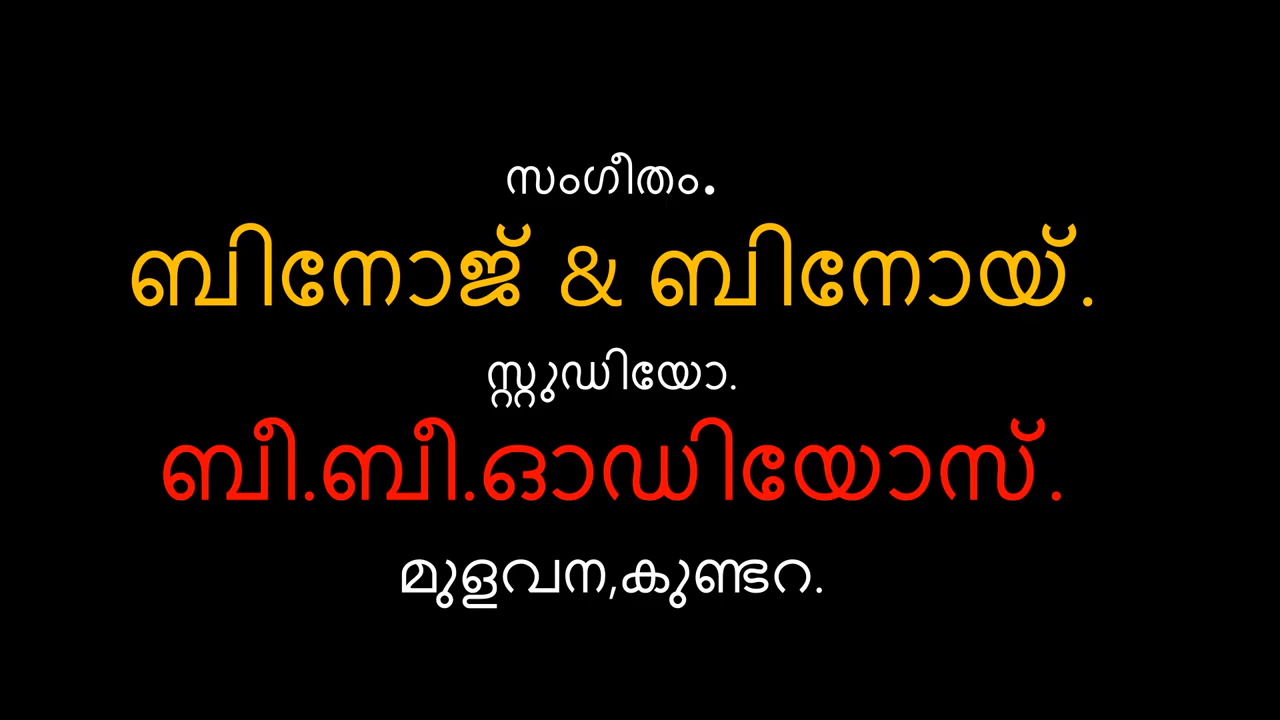 സംഗീതം.
ബിനോജ് & ബിനോയ്.
സ്റ്റുഡിയോ.
ബീ.ബീ.ഓഡിയോസ്.
മുളവന,കുണ്ടറ.